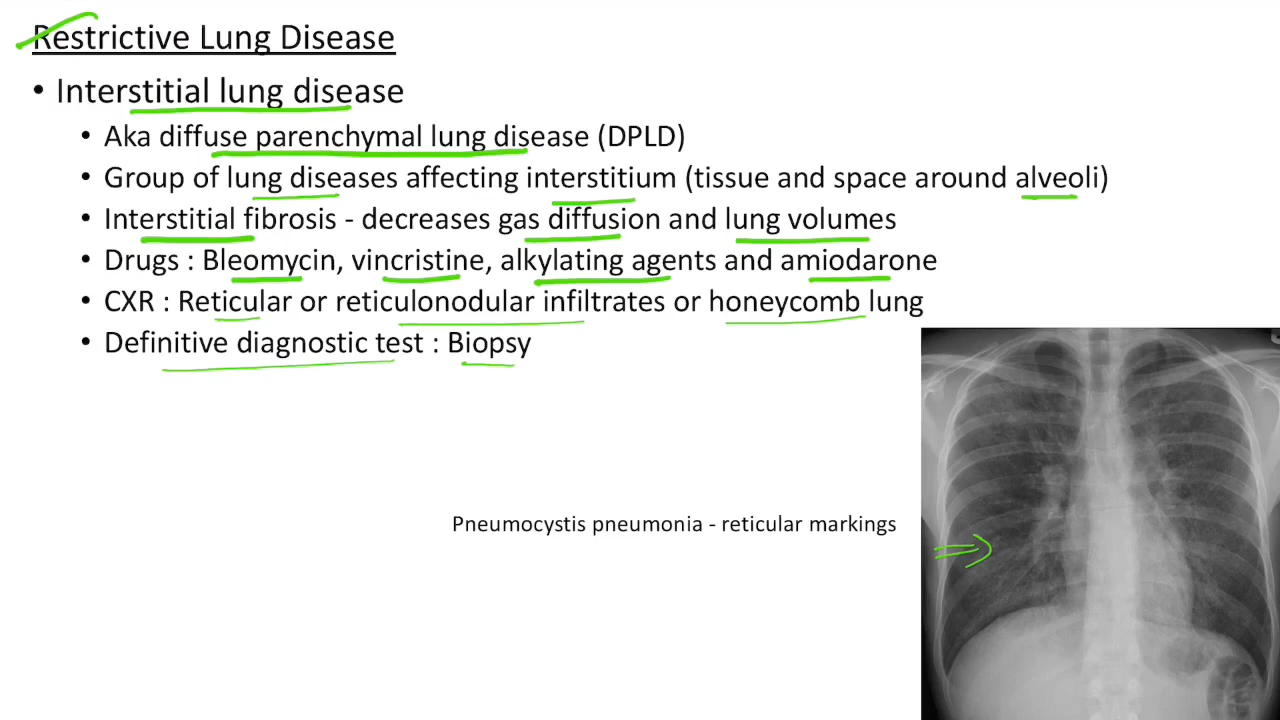 Restrictive Lung Disease
• Interstitial lung disease
• Aka diffuse parenchymal lung disease (DPLD)
• Group of lung diseases affecting interstitium (tissue and space around alveoli)
• Interstitial fibrosis - decreases gas diffusion and lung volumes
• Drugs : Bleomycin, vincristine, alkylating agents and amiodarone
• CXR : Reticular or reticulonodular infiltrates or honeycomb lung
• Definitive diagnostic test : Biopsy
Pneumocystis pneumonia - reticular markings